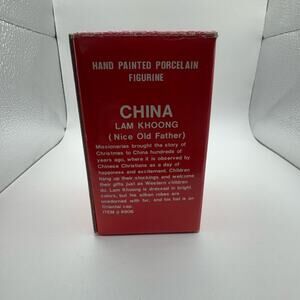 HAND PAINTED PORCELAIN
FIGURINE
CHINA
LAM KHOONG
(Nice Old Father)
Missionaries brought the story of
Christmas to China hundreds of
years ago, where it is observed by
Chinese Christians as a day of
happiness and excitement. Children
hang up their stockings and welcome
their gifts just as Western children
do. Lam Khoong is dressed in bright
colors, but his silken robes are
unadorned with fur, and his hat is an
Oriental cap.